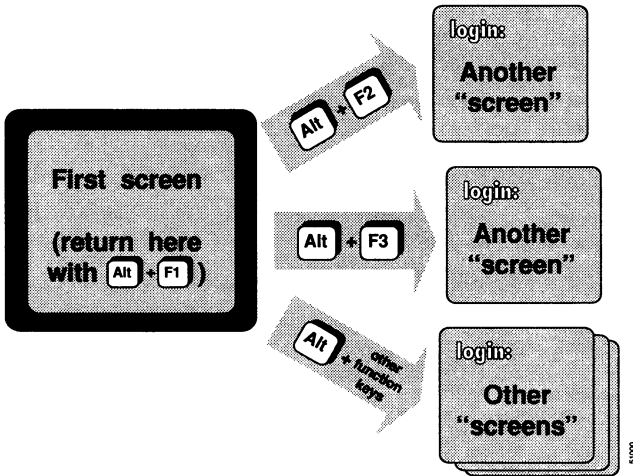 First screen
(return here
with Alt + F1 )
Alt + F2
login:
Another
"screen"
Alt + F3
login:
Another
"screen"
Alt + other
function
keys
login:
Other
"screens"